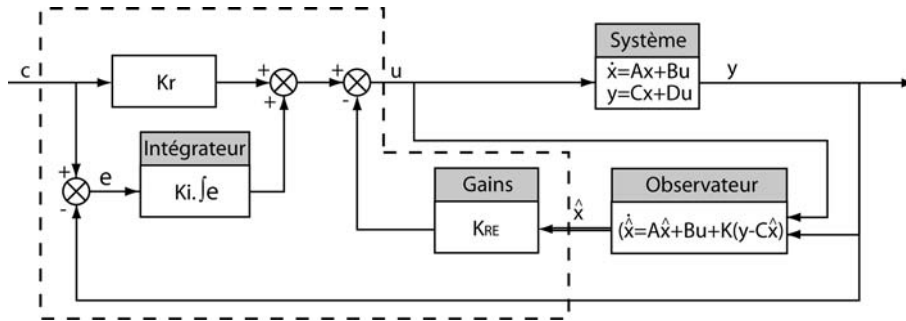 c
Kr
+
+
+
-
u
Système
ẋ=Ax+Bu
y=Cx+Du
y
+
-
e
Intégrateur
Ki.∫e
Gains
KRE
x̂
Observateur
(x̂̇=Ax̂+Bu+K(y-Cx̂)